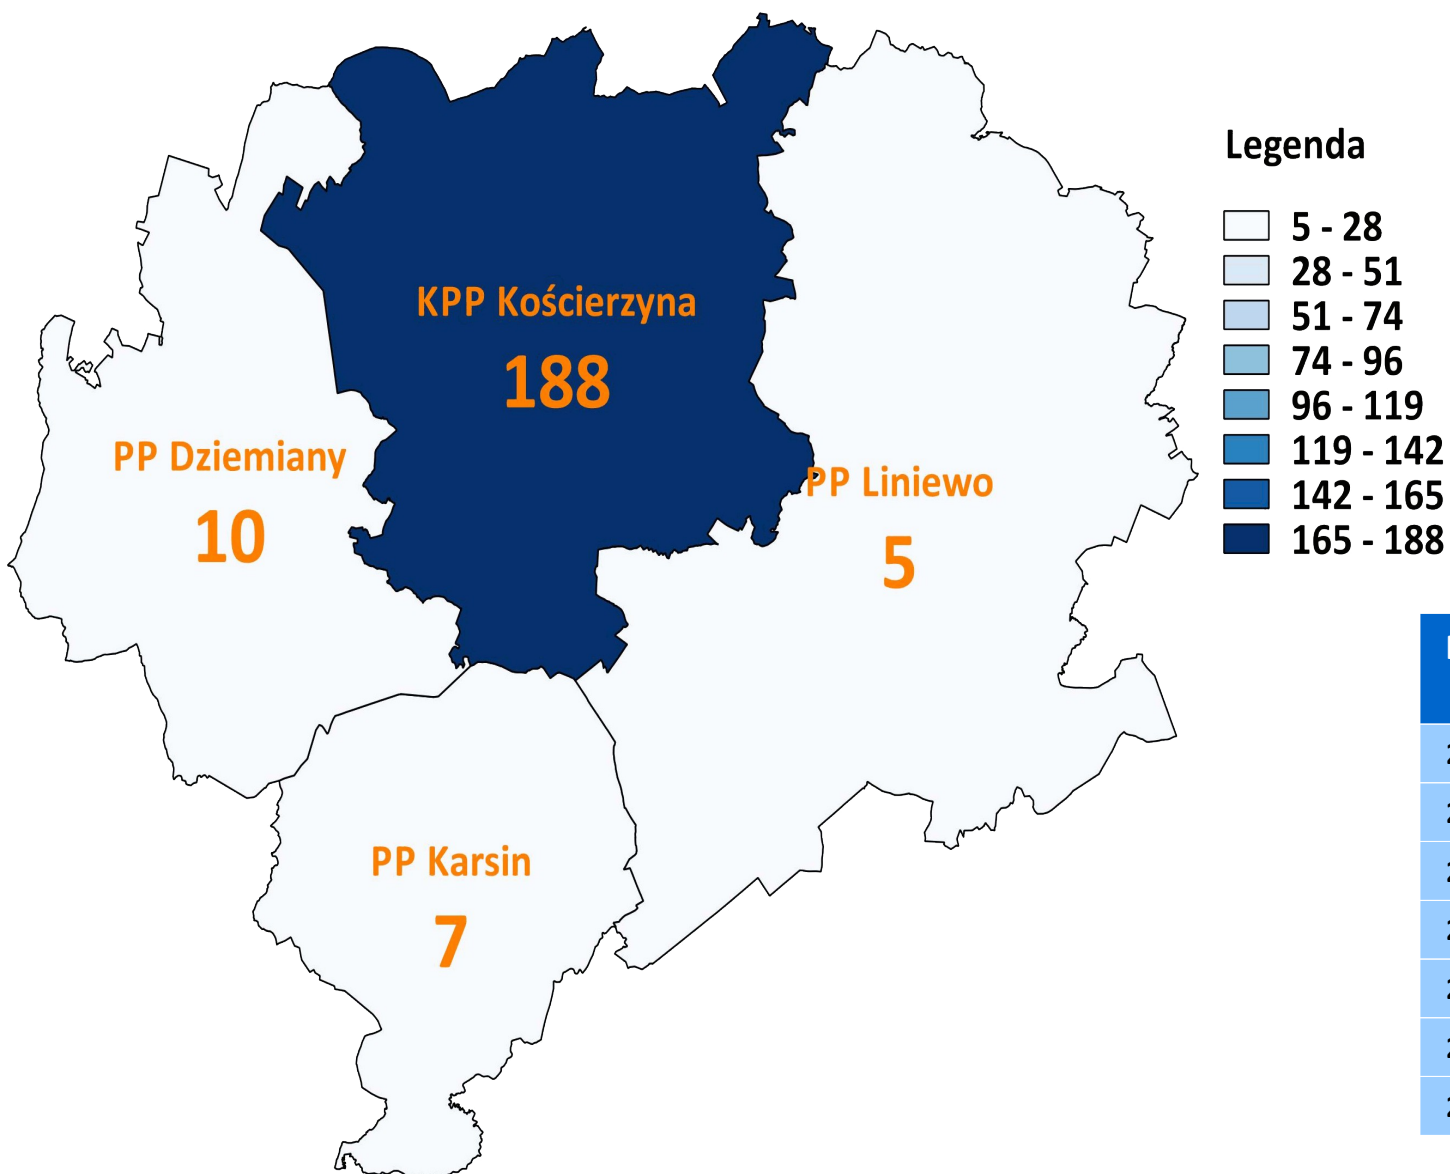 Legenda
5 - 28
28 - 51
51 - 74
74 - 96
96 - 119
119 - 142
142 - 165
165 - 188
KPP Kościerzyna
188
PP Dziemiany
10
PP Liniewo
5
PP Karsin
7